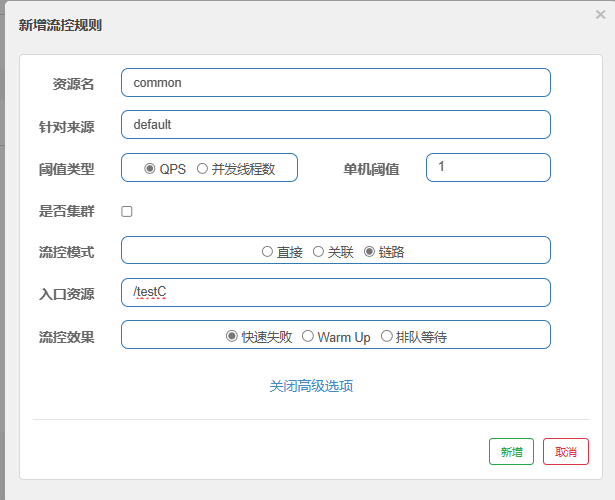 新增流控规则
×
资源名 common
针对来源 default
阈值类型 QPS 并发线程数 单机阈值 1
是否集群
流控模式 直接 关联 链路
入口资源 /testC
流控效果 快速失败 Warm Up 排队等待
关闭高级选项
新增 取消